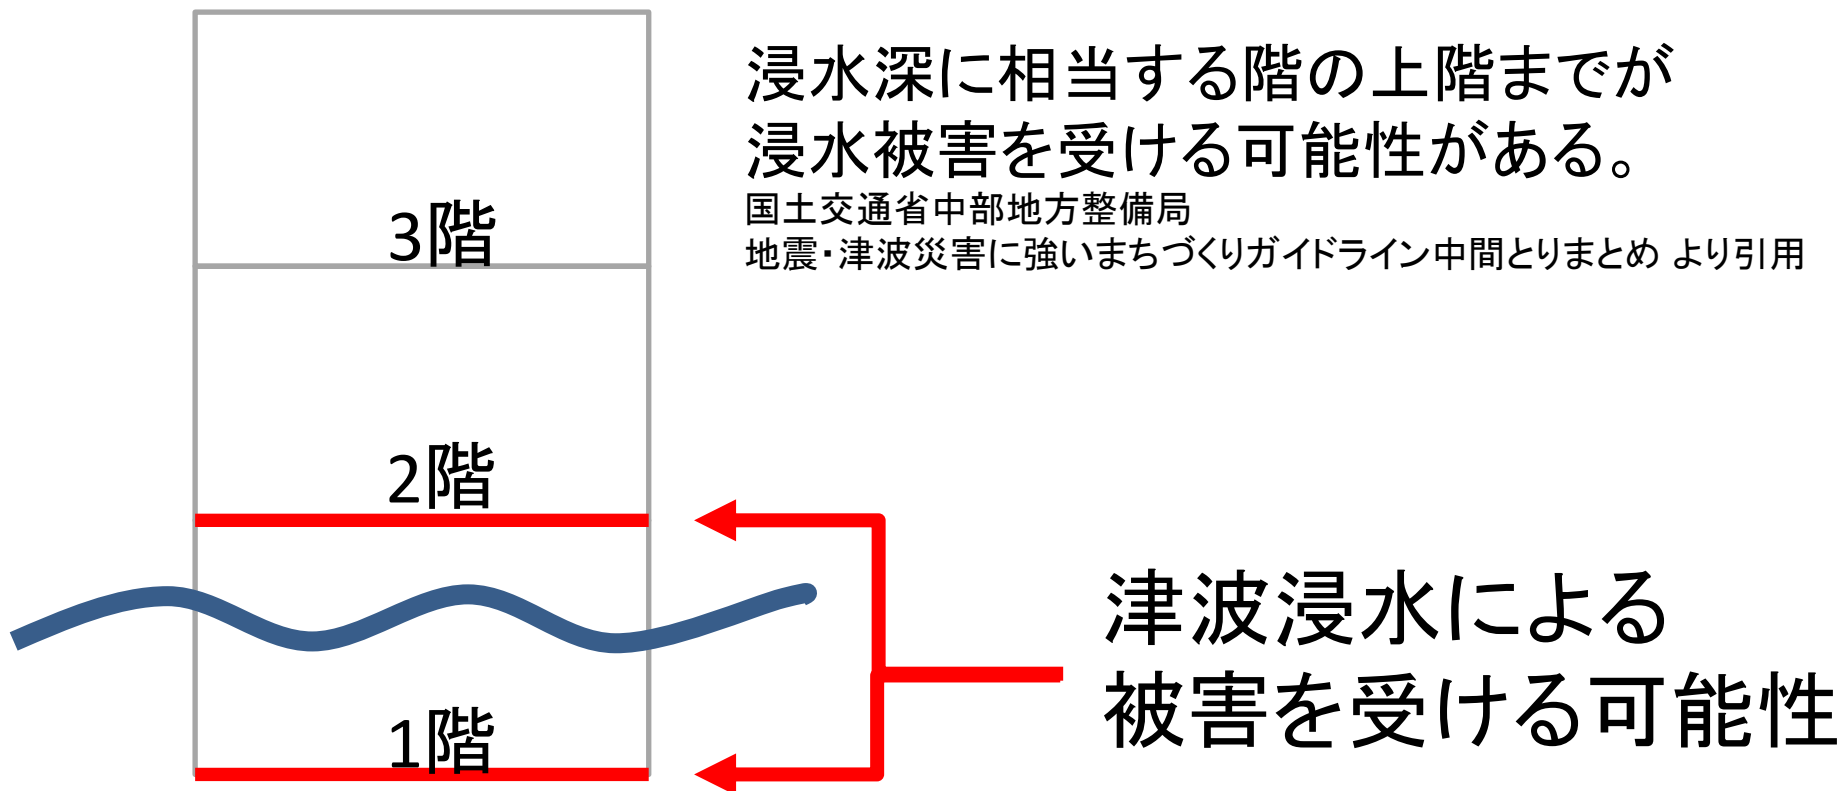 浸水深に相当する階の上階までが
浸水被害を受ける可能性がある。
国土交通省中部地方整備局
地震・津波災害に強いまちづくりガイドライン中間とりまとめ より引用
3階
2階
1階
津波浸水による
被害を受ける可能性